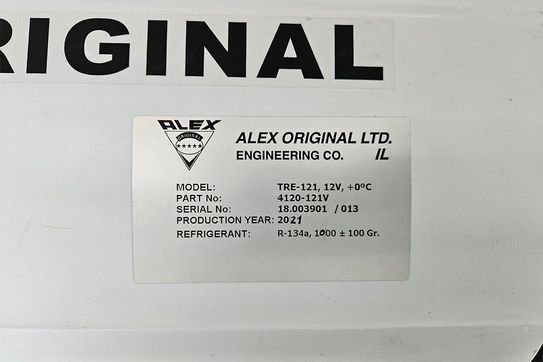 RIGINAL
ALEX
ORIGINAL
ALEX ORIGINAL LTD.
ENGINEERING CO. IL
MODEL: TRE-121, 12V, +0ºC
PART No: 4120-121V
SERIAL No: 18.003901 / 013
PRODUCTION YEAR: 2021
REFRIGERANT: R-134a, 1000 ± 100 Gr.